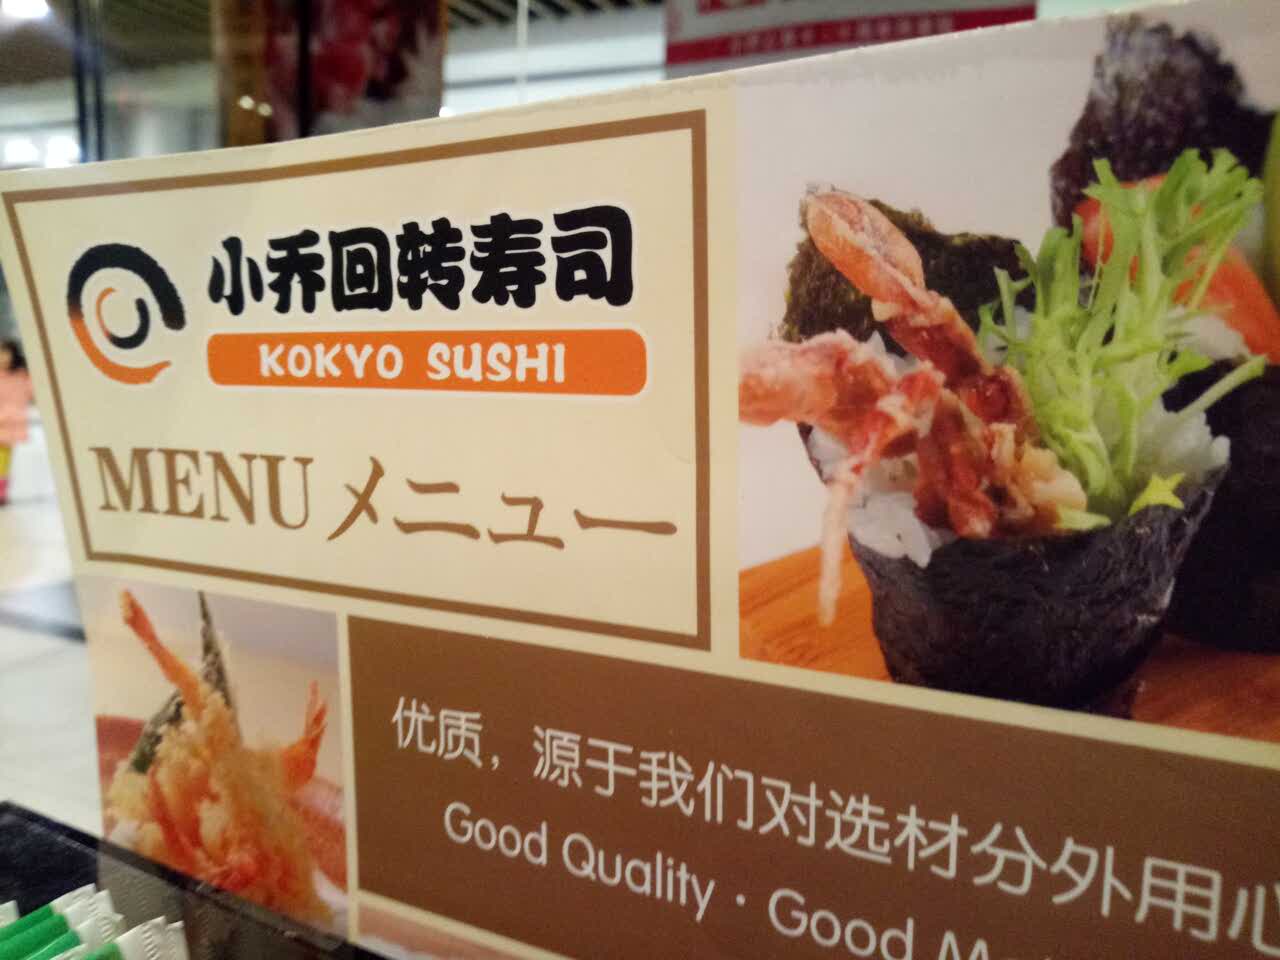 小乔回转寿司
KOKYO SUSHI
MENU メニュー
优质，源于我们对选材分外用心
Good Quality · Good